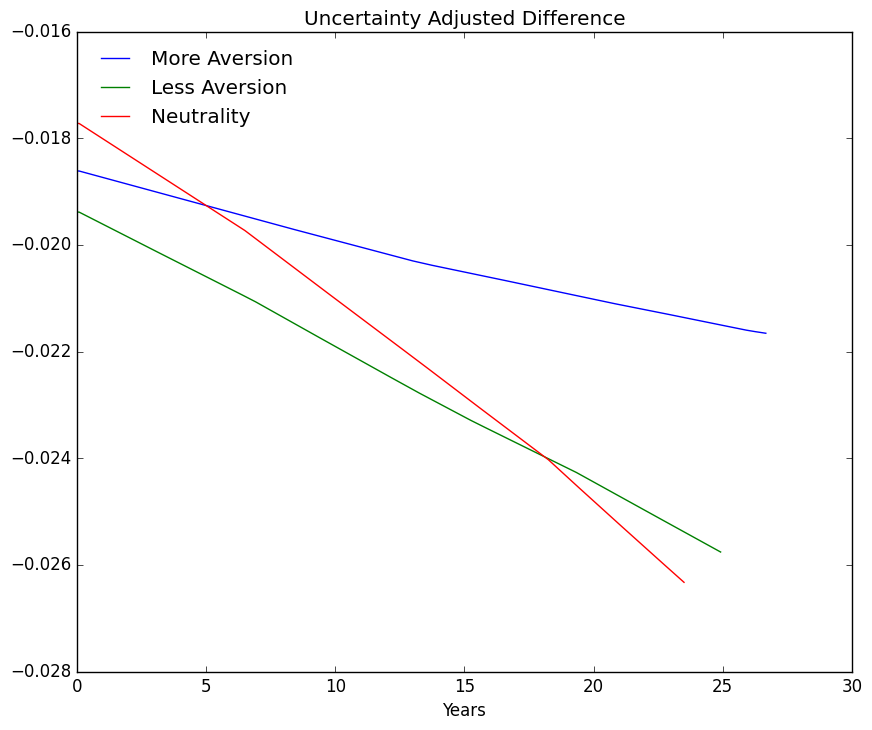 Uncertainty Adjusted Difference
−0.016
More Aversion
Less Aversion
Neutrality
−0.018
−0.020
−0.022
−0.024
−0.026
−0.028
0 5 10 15 20 25 30
Years